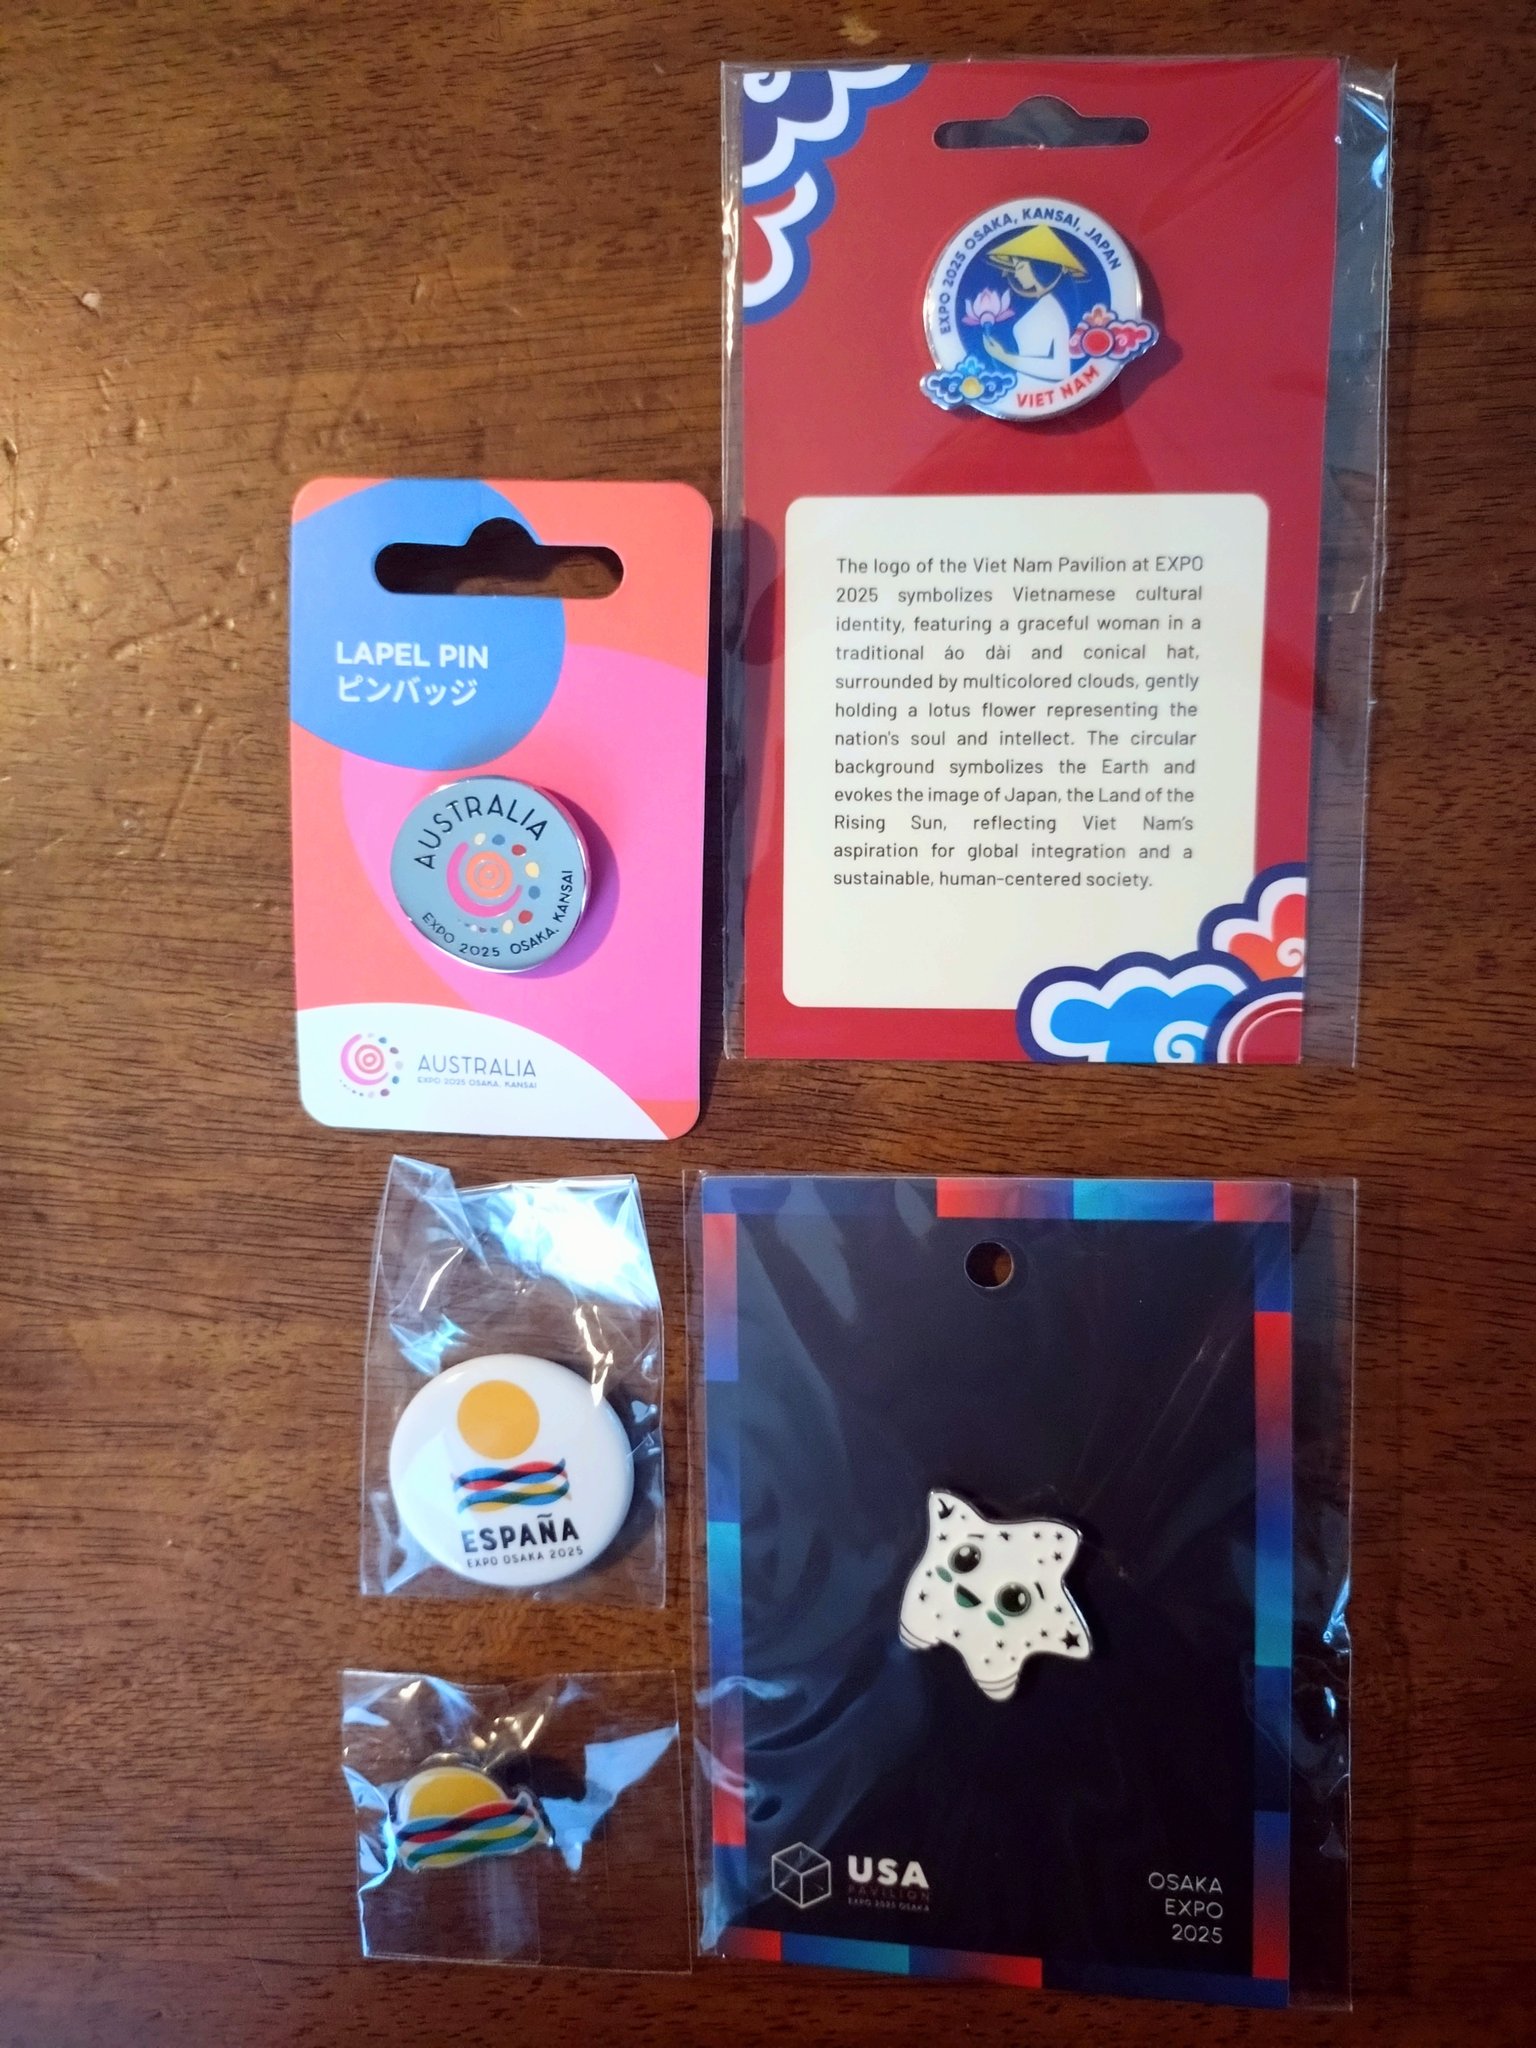 EXPO 2025 OSAKA, KANSAI, JAPAN
VIET NAM
The logo of the Viet Nam Pavilion at EXPO
2025 symbolizes Vietnamese cultural
identity, featuring a graceful woman in a
traditional áo dài and conical hat,
surrounded by multicolored clouds, gently
holding a lotus flower representing the
nation's soul and intellect. The circular
background symbolizes the Earth and
evokes the image of Japan, the Land of the
Rising Sun, reflecting Viet Nam's
aspiration for global integration and a
sustainable, human-centered society.
LAPEL PIN
ピンバッジ
AUSTRALIA
EXPO 2025 OSAKA, KANSAI
AUSTRALIA
EXPO 2025 OSAKA, KANSAI
ESPAÑA
EXPO OSAKA 2025
USA
PAVILION
EXPO 2025 OSAKA
OSAKA
EXPO
2025